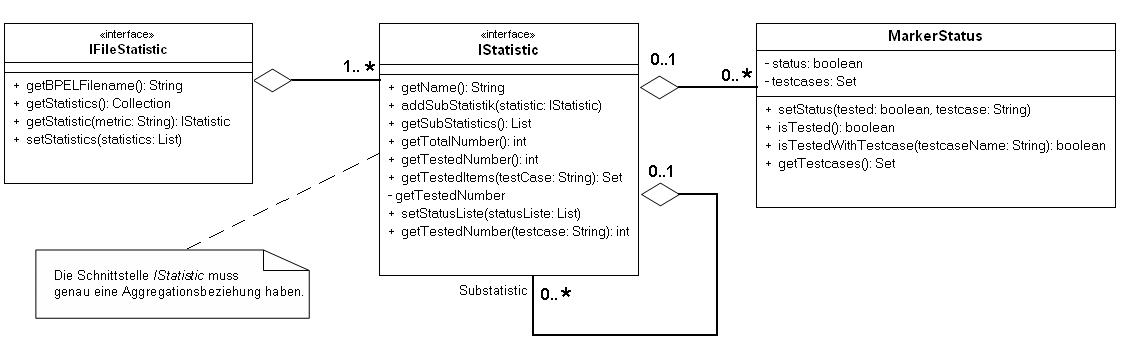 «interface»
IFileStatistic
+ getBPELFilename(): String
+ getStatistics(): Collection
+ getStatistic(metric: String): IStatistic
+ setStatistics(statistics: List)
1..*
«interface»
IStatistic
+ getName(): String
+ addSubStatistik(statistic: IStatistic)
+ getSubStatistics(): List
+ getTotalNumber(): int
+ getTestedNumber(): int
+ getTestedItems(testCase: String): Set
- getTestedNumber
+ setStatusListe(statusListe: List)
+ getTestedNumber(testcase: String): int
0..1
0..*
MarkerStatus
- status: boolean
- testcases: Set
+ setStatus(tested: boolean, testcase: String)
+ isTested(): boolean
+ isTestedWithTestcase(testcaseName: String): boolean
+ getTestcases(): Set
0..1
Substatistic
0..*
Die Schnittstelle IStatistic muss
genau eine Aggregationsbeziehung haben.